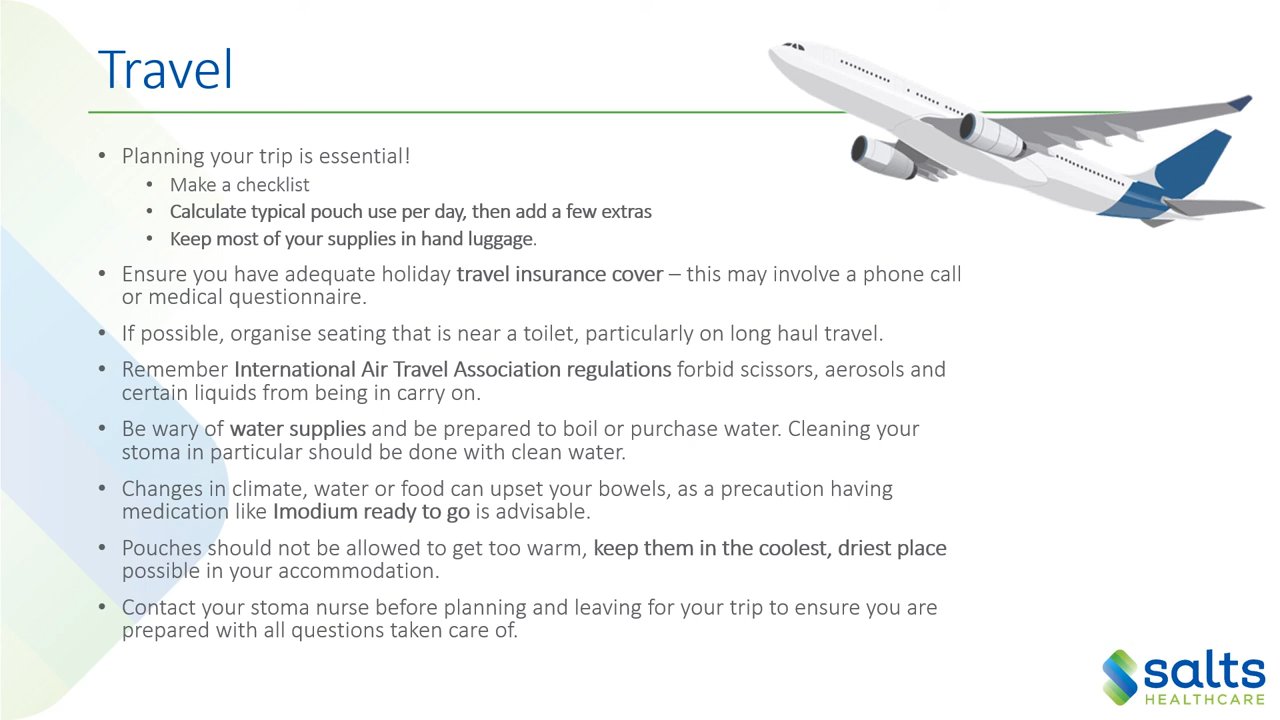 Travel
• Planning your trip is essential!
• Make a checklist
• Calculate typical pouch use per day, then add a few extras
• Keep most of your supplies in hand luggage.
• Ensure you have adequate holiday travel insurance cover – this may involve a phone call
or medical questionnaire.
• If possible, organise seating that is near a toilet, particularly on long haul travel.
• Remember International Air Travel Association regulations forbid scissors, aerosols and
certain liquids from being in carry on.
• Be wary of water supplies and be prepared to boil or purchase water. Cleaning your
stoma in particular should be done with clean water.
• Changes in climate, water or food can upset your bowels, as a precaution having
medication like Imodium ready to go is advisable.
• Pouches should not be allowed to get too warm, keep them in the coolest, driest place
possible in your accommodation.
• Contact your stoma nurse before planning and leaving for your trip to ensure you are
prepared with all questions taken care of.
salts
HEALTHCARE